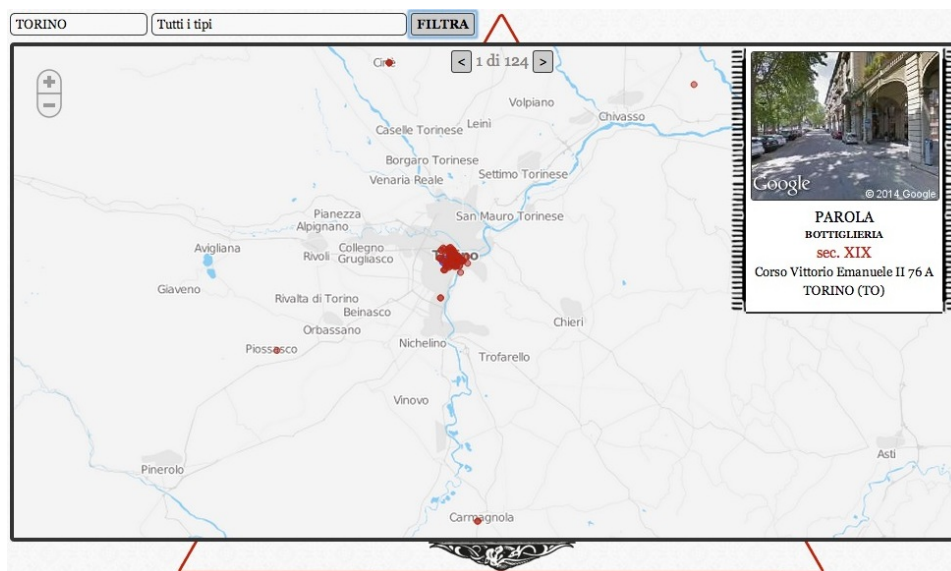 TORINO
Tutti i tipi
FILTRA
< 1 di 124 >
+
−
Ciriè
Volpiano
Leinì
Caselle Torinese
Chivasso
Borgaro Torinese
Venaria Reale
Settimo Torinese
Pianezza
Alpignano
San Mauro Torinese
Avigliana
Collegno
Rivoli
Grugliasco
Torino
Giaveno
Rivalta di Torino
Beinasco
Orbassano
Chieri
Piossasco
Nichelino
Trofarello
Vinovo
Asti
Pinerolo
Carmagnola
Google
© 2014 Google
PAROLA
BOTTIGLIERIA
sec. XIX
Corso Vittorio Emanuele II 76 A
TORINO (TO)